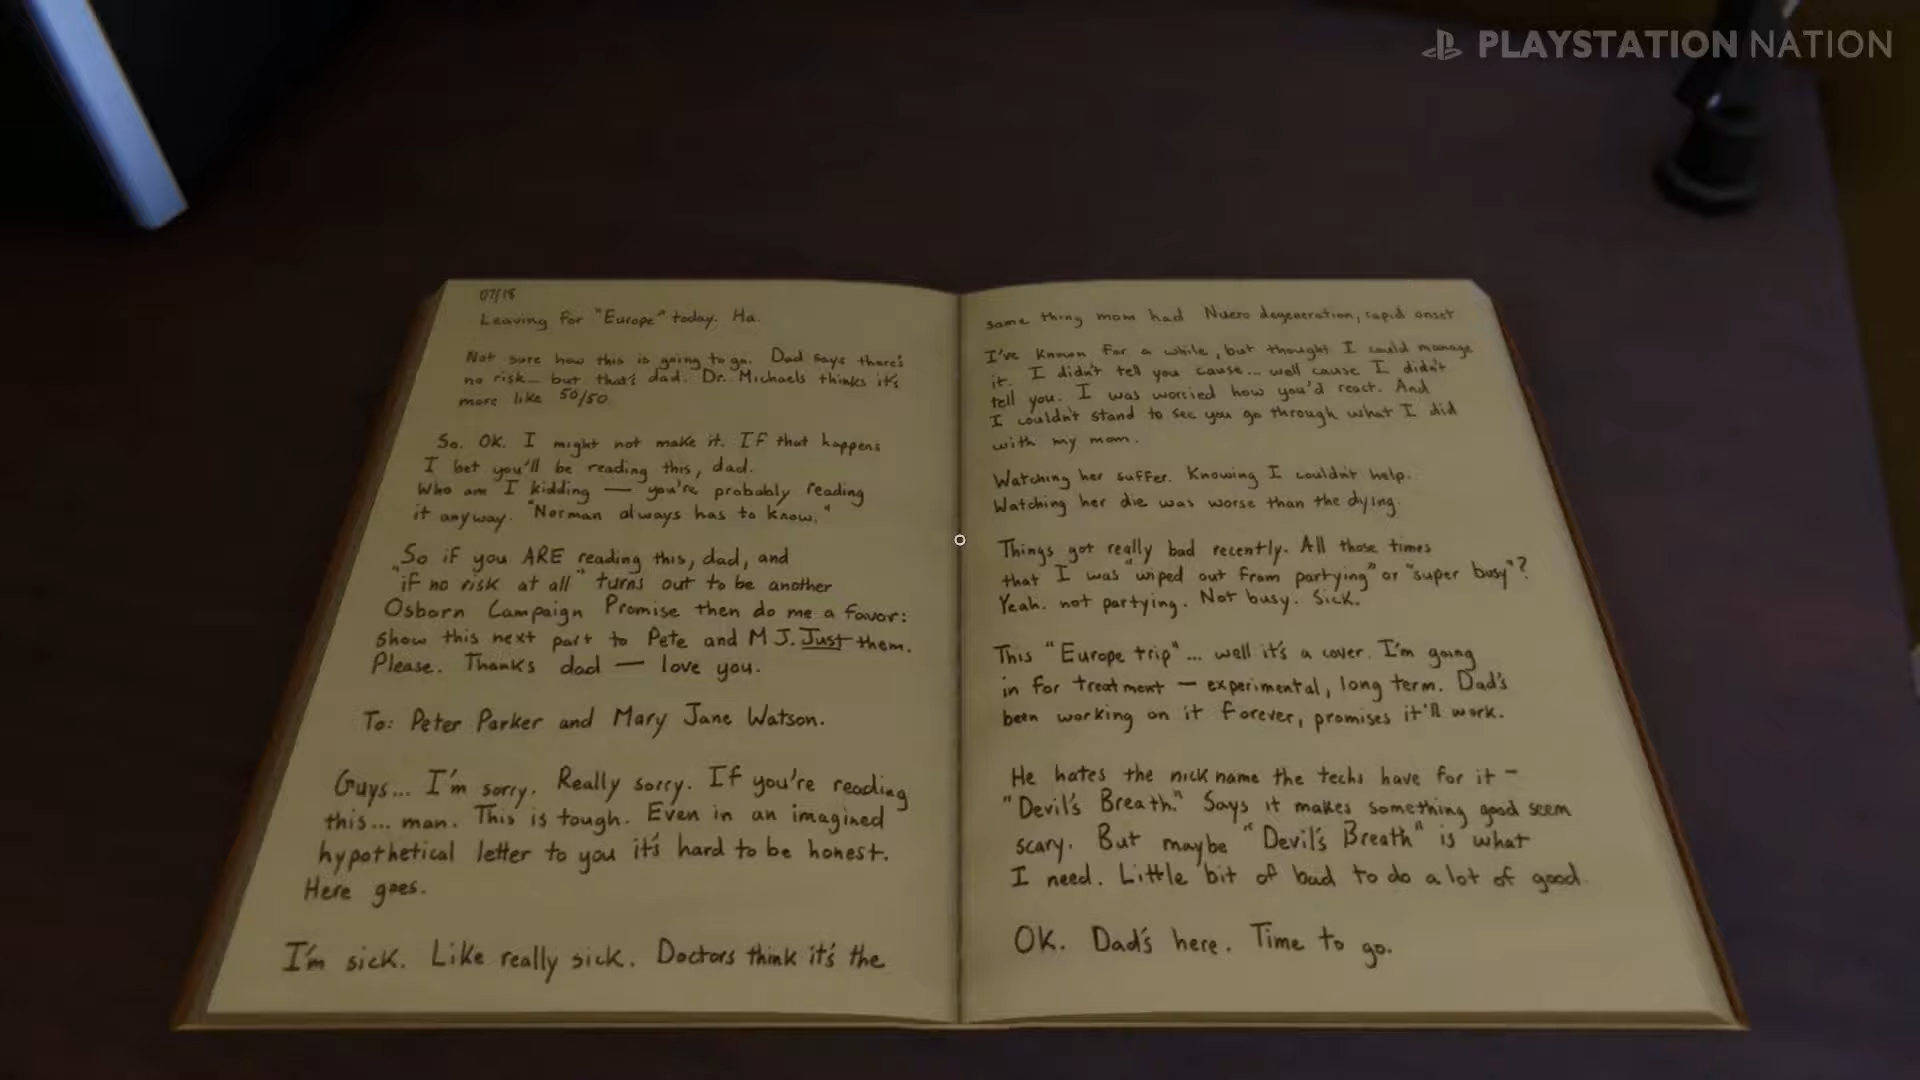 PLAYSTATION NATION
07/18
Leaving for "Europe" today. Ha.
Not sure how this is going to go. Dad says there's
no risk... but that's dad. Dr. Michaels thinks it's
more like 50/50
So. OK. I might not make it. If that happens
I bet you'll be reading this, dad.
Who am I kidding — you're probably reading
it anyway. "Norman always has to know."
So if you ARE reading this, dad, and
"if no risk at all" turns out to be another
Osborn Campaign Promise then do me a favor:
show this next part to Pete and MJ. Just them.
Please. Thanks dad — love you.
To: Peter Parker and Mary Jane Watson.
Guys... I'm sorry. Really sorry. If you're reading
this... man. This is tough. Even in an imagined
hypothetical letter to you it's hard to be honest.
Here goes.
I'm sick. Like really sick. Doctors think it's the
same thing mom had Nuero degeneration, rapid onset
I've known for a while, but thought I could manage
it. I didn't tell you cause... well cause I didn't
tell you. I was worried how you'd react. And
I couldn't stand to see you go through what I did
with my mom.
Watching her suffer. Knowing I couldn't help.
Watching her die was worse than the dying.
Things got really bad recently. All those times
that I was "wiped out from partying" or "super busy"?
Yeah. not partying. Not busy. Sick.
This "Europe trip"... well it's a cover. I'm going
in for treatment — experimental, long term. Dad's
been working on it forever, promises it'll work.
He hates the nickname the techs have for it -
"Devil's Breath." Says it makes something good seem
scary. But maybe "Devil's Breath" is what
I need. Little bit of bad to do a lot of good.
OK. Dad's here. Time to go.